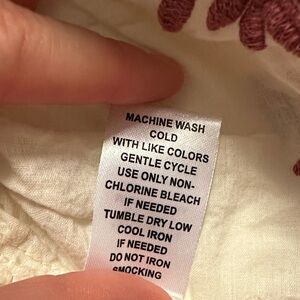 MACHINE WASH
COLD
WITH LIKE COLORS
GENTLE CYCLE
USE ONLY NON-
CHLORINE BLEACH
IF NEEDED
TUMBLE DRY LOW
COOL IRON
IF NEEDED
DO NOT IRON
SMOCKING